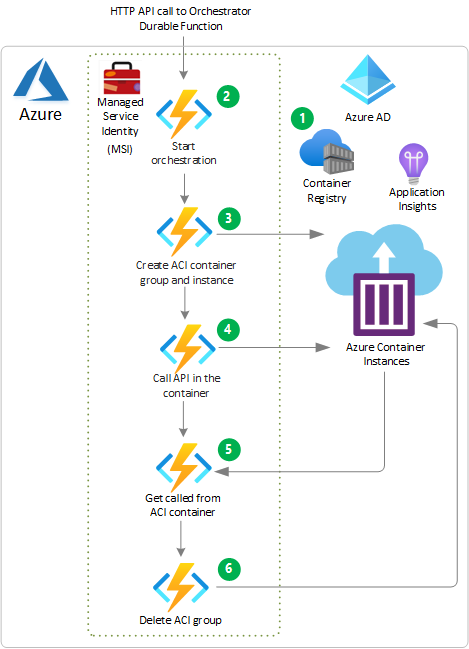 HTTP API call to Orchestrator
Durable Function
Azure
Managed
Service
Identity
(MSI)
2
Start
orchestration
Azure AD
1
Container
Registry
Application
Insights
3
Create ACI container
group and instance
Azure Container
Instances
4
Call API in the
container
5
Get called from
ACI container
6
Delete ACI group